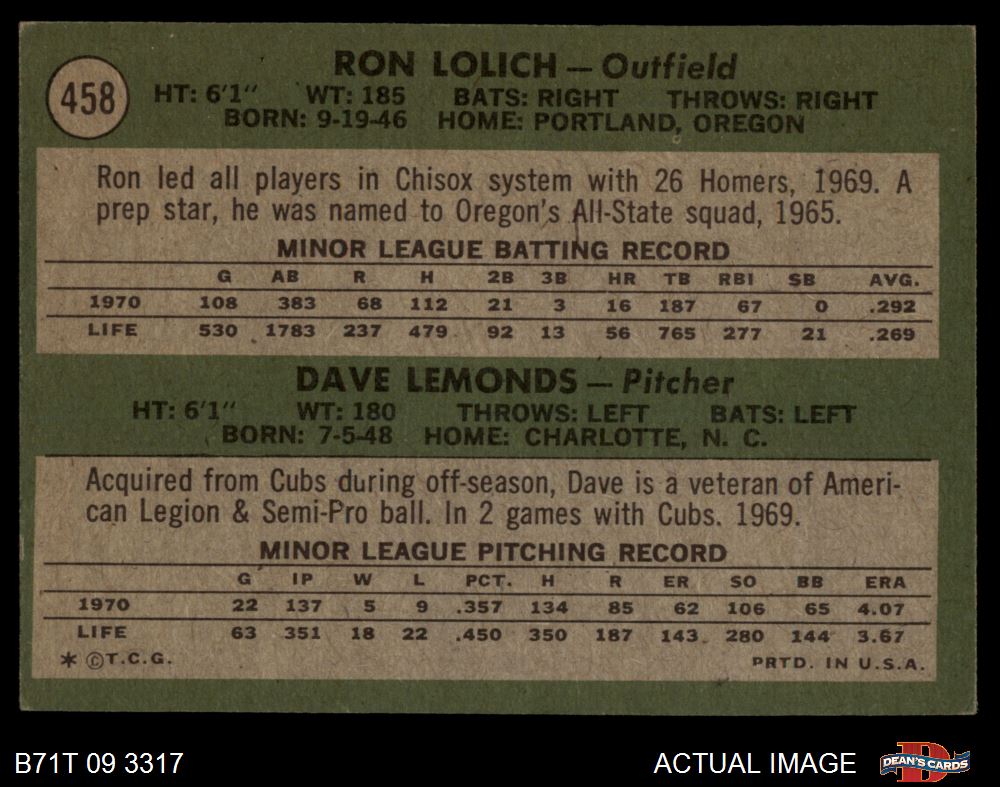 458
RON LOLICH — Outfield
HT: 6'1" WT: 185 BATS: RIGHT THROWS: RIGHT
BORN: 9-19-46 HOME: PORTLAND, OREGON
Ron led all players in Chisox system with 26 Homers, 1969. A
prep star, he was named to Oregon's All-State squad, 1965.
MINOR LEAGUE BATTING RECORD
G AB R H 2B 3B HR TB RBI SB AVG.
1970 108 383 68 112 21 3 16 187 67 0 .292
LIFE 530 1783 237 479 92 13 56 765 277 21 .269
DAVE LEMONDS — Pitcher
HT: 6'1" WT: 180 THROWS: LEFT BATS: LEFT
BORN: 7-5-48 HOME: CHARLOTTE, N. C.
Acquired from Cubs during off-season, Dave is a veteran of Ameri-
can Legion & Semi-Pro ball. In 2 games with Cubs. 1969.
MINOR LEAGUE PITCHING RECORD
G IP W L PCT. H R ER SO BB ERA
1970 22 137 5 9 .357 134 85 62 106 65 4.07
LIFE 63 351 18 22 .450 350 187 143 280 144 3.67
* ©T.C.G. PRTD. IN U.S.A.
B71T 09 3317 ACTUAL IMAGE DEAN'S CARDS